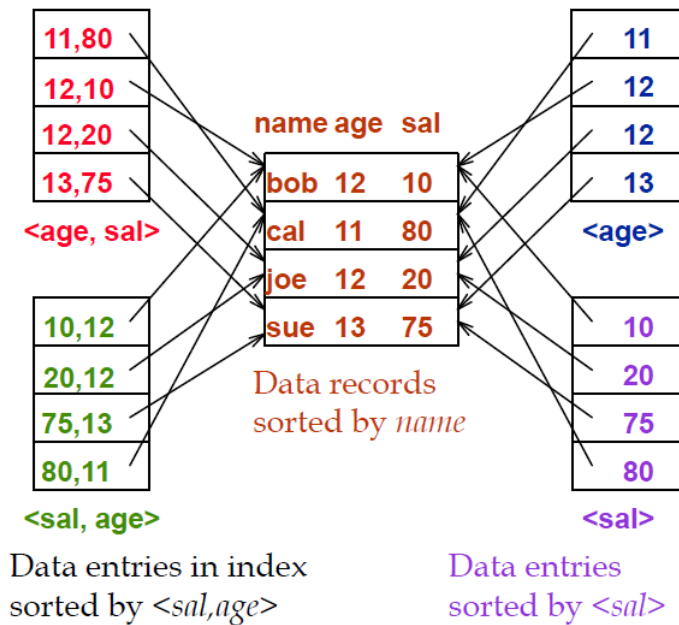 11,80
12,10
12,20
13,75
<age, sal>
10,12
20,12
75,13
80,11
<sal, age>
Data entries in index
sorted by <sal,age>
name age sal
bob 12 10
cal 11 80
joe 12 20
sue 13 75
Data records
sorted by name
11
12
12
13
<age>
10
20
75
80
<sal>
Data entries
sorted by <sal>